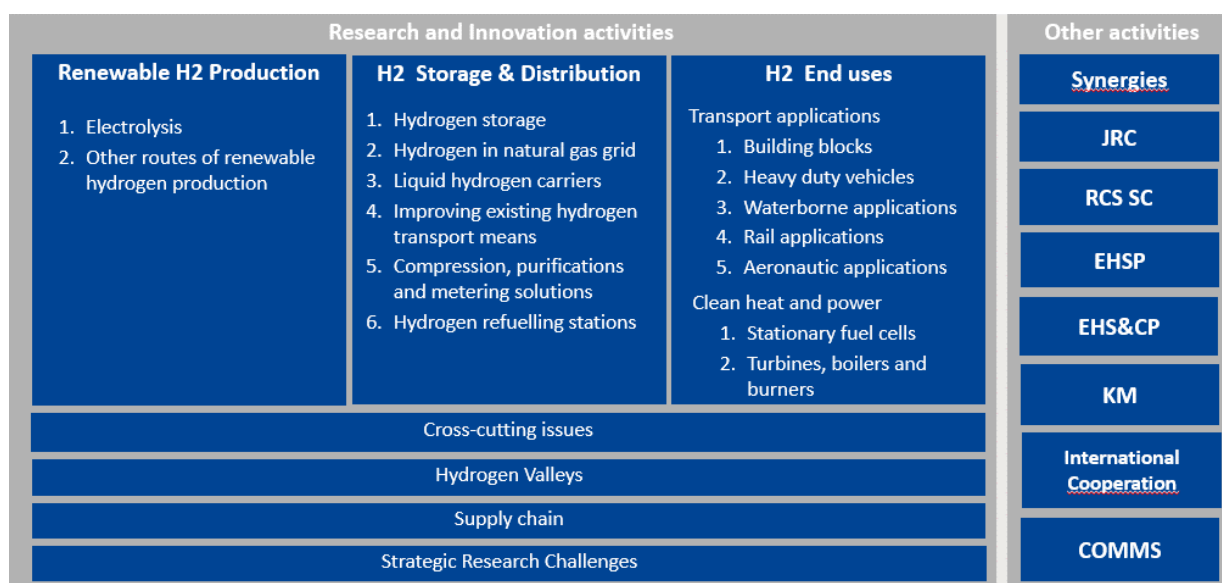 Research and Innovation activities
Renewable H2 Production
1. Electrolysis
2. Other routes of renewable
hydrogen production
H2 Storage & Distribution
1. Hydrogen storage
2. Hydrogen in natural gas grid
3. Liquid hydrogen carriers
4. Improving existing hydrogen
transport means
5. Compression, purifications
and metering solutions
6. Hydrogen refuelling stations
H2 End uses
Transport applications
1. Building blocks
2. Heavy duty vehicles
3. Waterborne applications
4. Rail applications
5. Aeronautic applications
Clean heat and power
1. Stationary fuel cells
2. Turbines, boilers and
burners
Cross-cutting issues
Hydrogen Valleys
Supply chain
Strategic Research Challenges
Other activities
Synergies
JRC
RCS SC
EHSP
EHS&CP
KM
International
Cooperation
COMMS